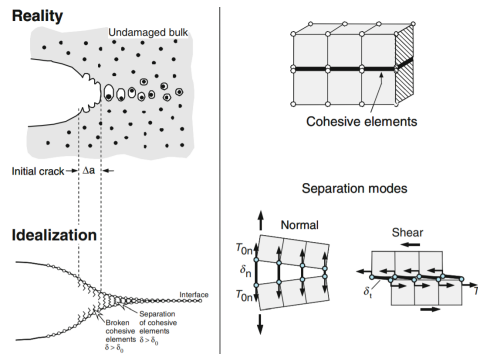 Reality
Undamaged bulk
Initial crack
Δa
Idealization
Interface
Broken
cohesive
elements
δ>δ₀
Separation
of cohesive
elements
δ>δ₀
Cohesive elements
Separation modes
Normal
T₀ₙ
δₙ
T₀ₙ
Shear
δₜ
T